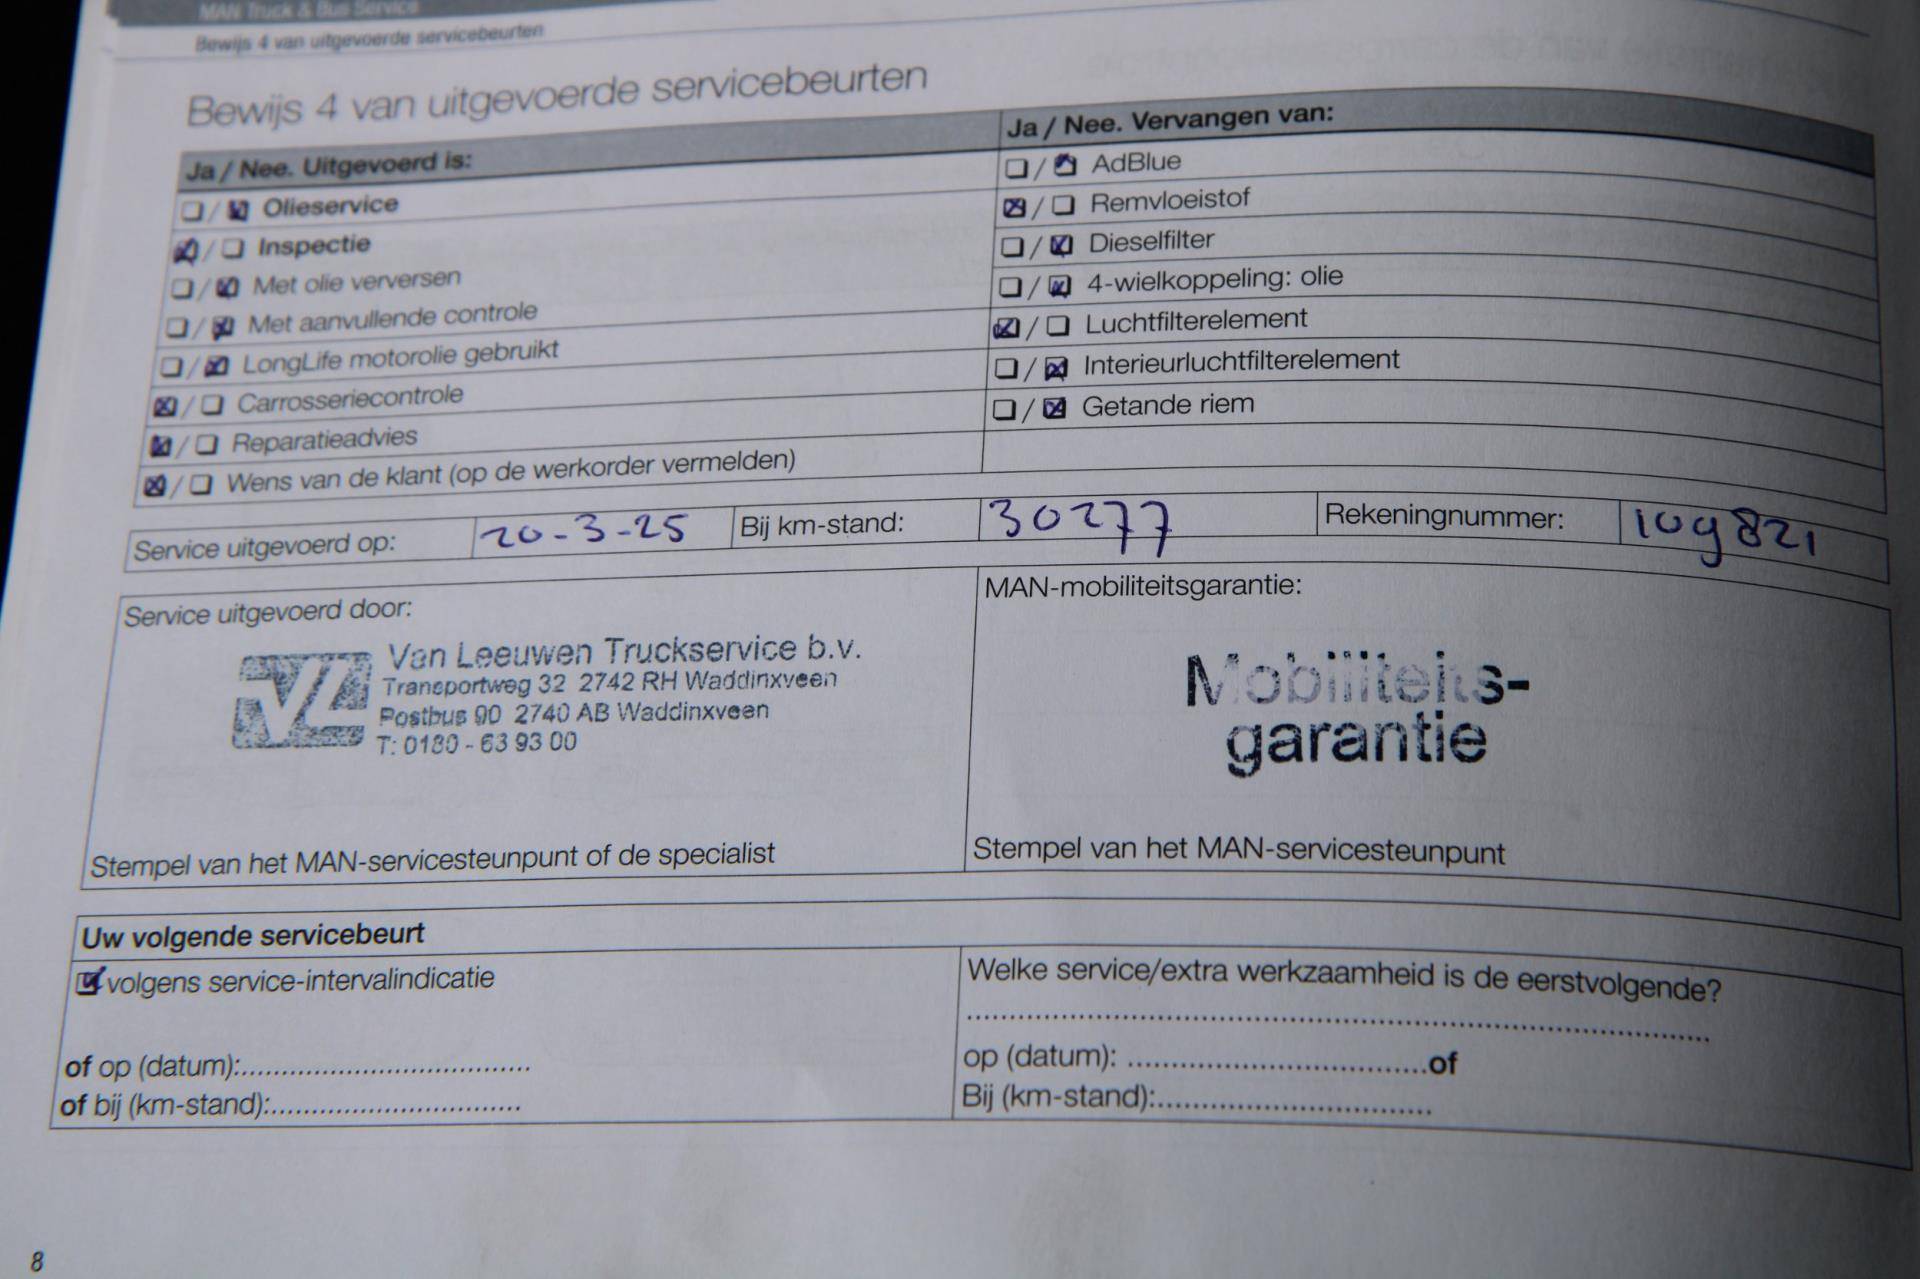 MAN Truck & Bus Service
Bewijs 4 van uitgevoerde servicebeurten
Bewijs 4 van uitgevoerde servicebeurten
Ja / Nee. Uitgevoerd is:
☐ / ☒ Olieservice
☒ / ☐ Inspectie
☐ / ☒ Met olie verversen
☐ / ☒ Met aanvullende controle
☐ / ☒ LongLife motorolie gebruikt
☒ / ☐ Carrosseriecontrole
☒ / ☐ Reparatieadvies
☒ / ☐ Wens van de klant (op de werkorder vermelden)
Ja / Nee. Vervangen van:
☐ / ☒ AdBlue
☒ / ☐ Remvloeistof
☐ / ☒ Dieselfilter
☐ / ☒ 4-wielkoppeling: olie
☒ / ☐ Luchtfilterelement
☐ / ☒ Interieurluchtfilterelement
☐ / ☒ Getande riem
Service uitgevoerd op: 20-3-25 Bij km-stand: 30277 Rekeningnummer: 109821
Service uitgevoerd door:
VL
Van Leeuwen Truckservice b.v.
Transportweg 32 2742 RH Waddinxveen
Postbus 90 2740 AB Waddinxveen
T: 0180 - 63 93 00
Stempel van het MAN-servicesteunpunt of de specialist
MAN-mobiliteitsgarantie:
Mobiliteits-
garantie
Stempel van het MAN-servicesteunpunt
Uw volgende servicebeurt
☒ volgens service-intervalindicatie
of op (datum):..................................
of bij (km-stand):..............................
Welke service/extra werkzaamheid is de eerstvolgende?
................................................................................
op (datum): ..................................of
Bij (km-stand):................................
8